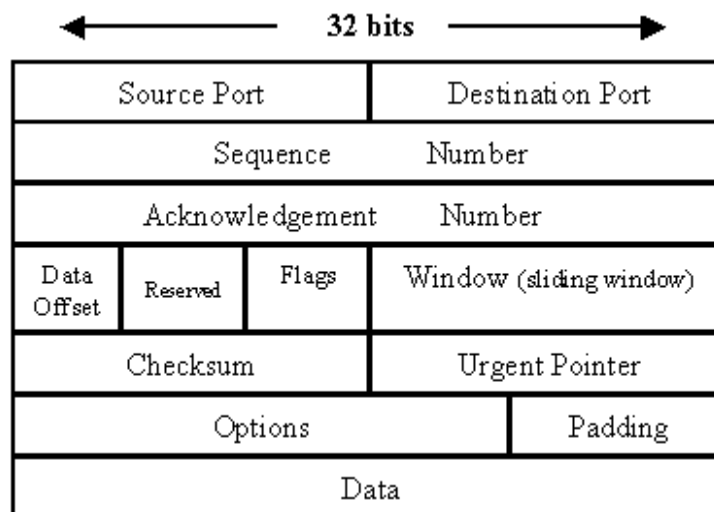 32 bits
Source Port
Destination Port
Sequence Number
Acknowledgement Number
Data
Offset
Reserved
Flags
Window (sliding window)
Checksum
Urgent Pointer
Options
Padding
Data